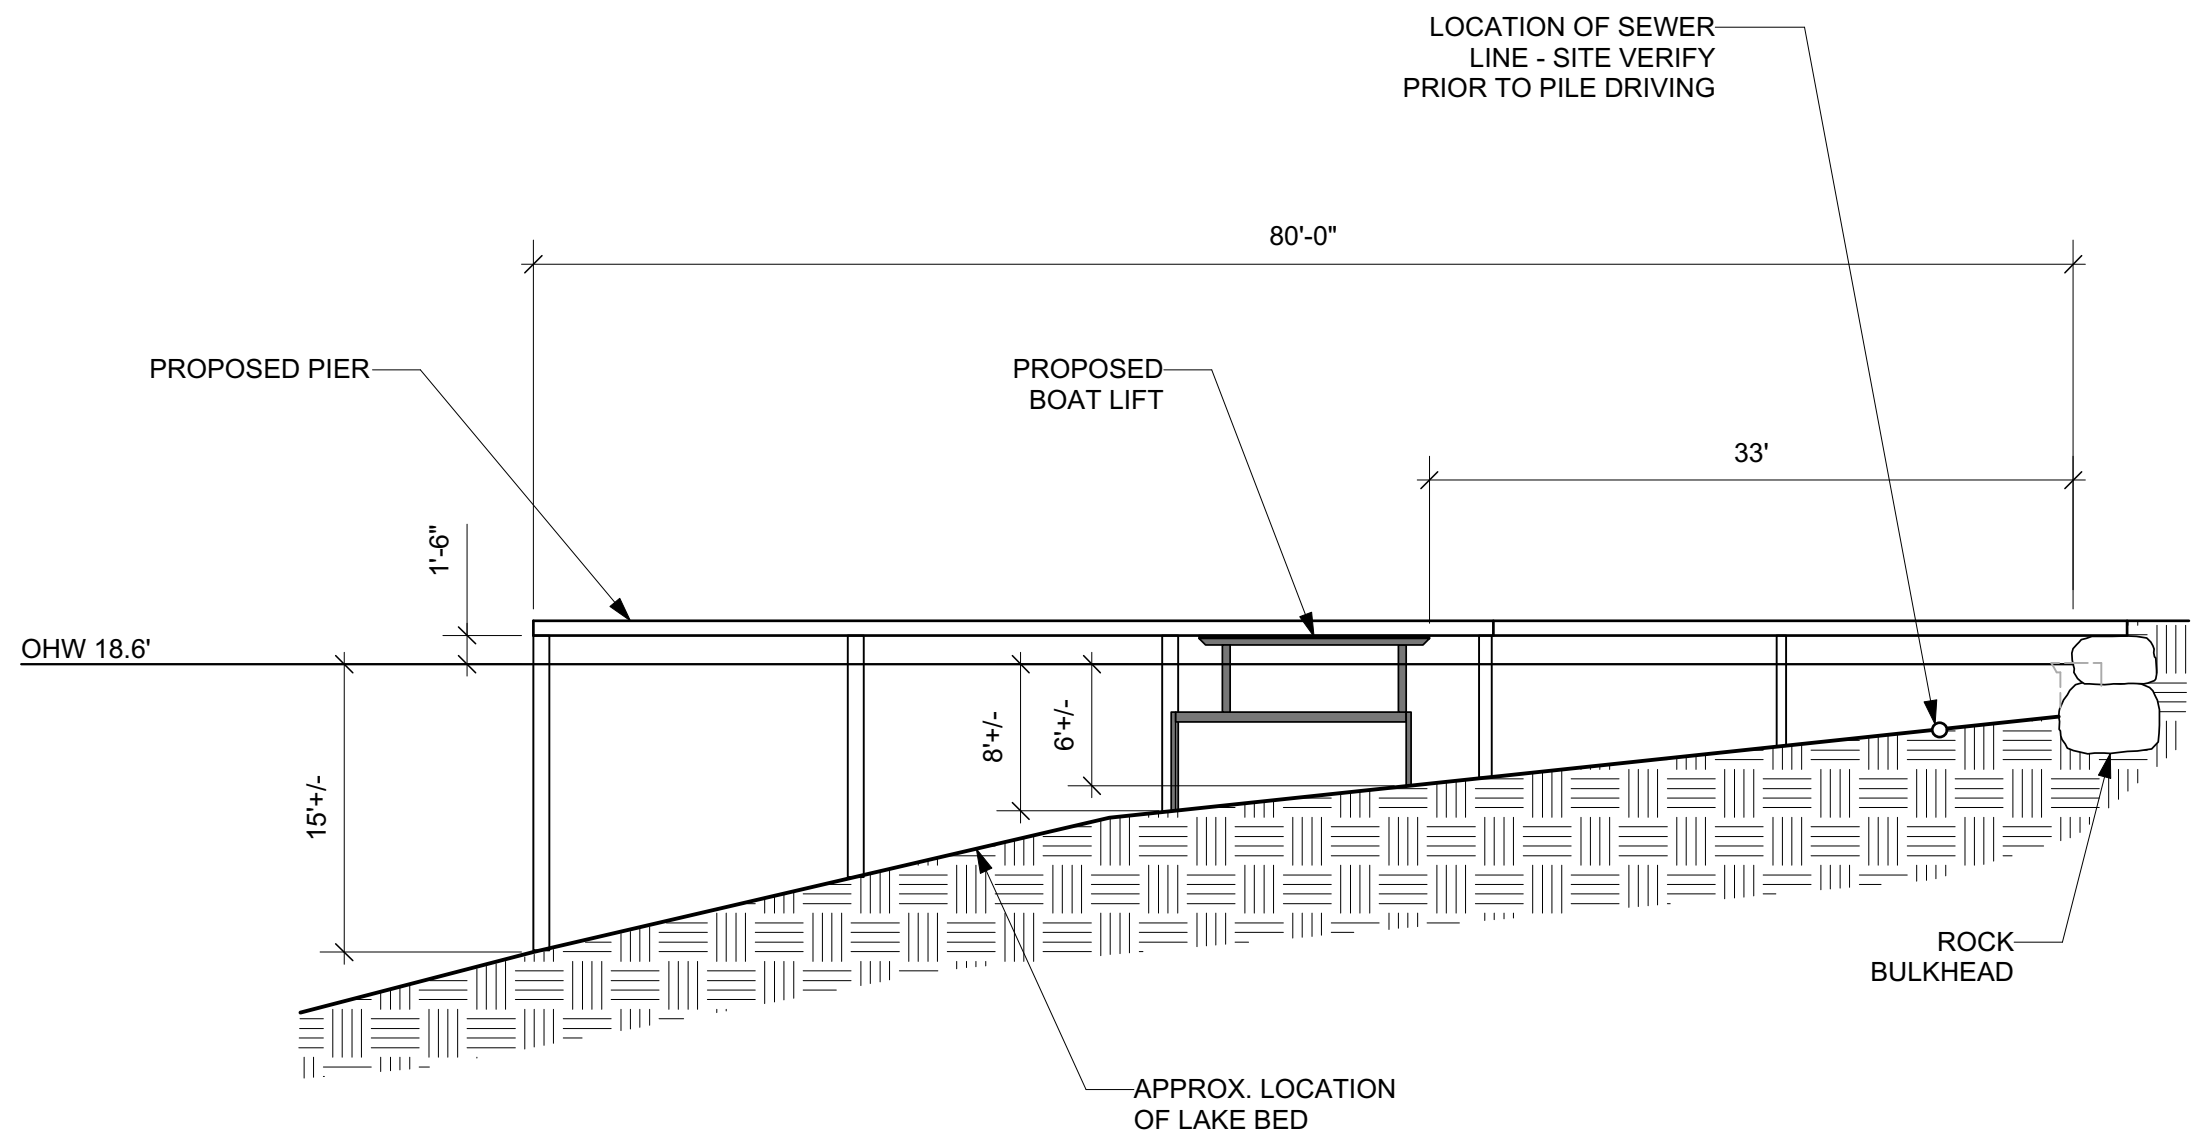 LOCATION OF SEWER
LINE - SITE VERIFY
PRIOR TO PILE DRIVING
80'-0"
PROPOSED PIER
PROPOSED
BOAT LIFT
33'
1'-6"
OHW 18.6'
8'+/-
6'+/-
15'+/-
ROCK
BULKHEAD
APPROX. LOCATION
OF LAKE BED